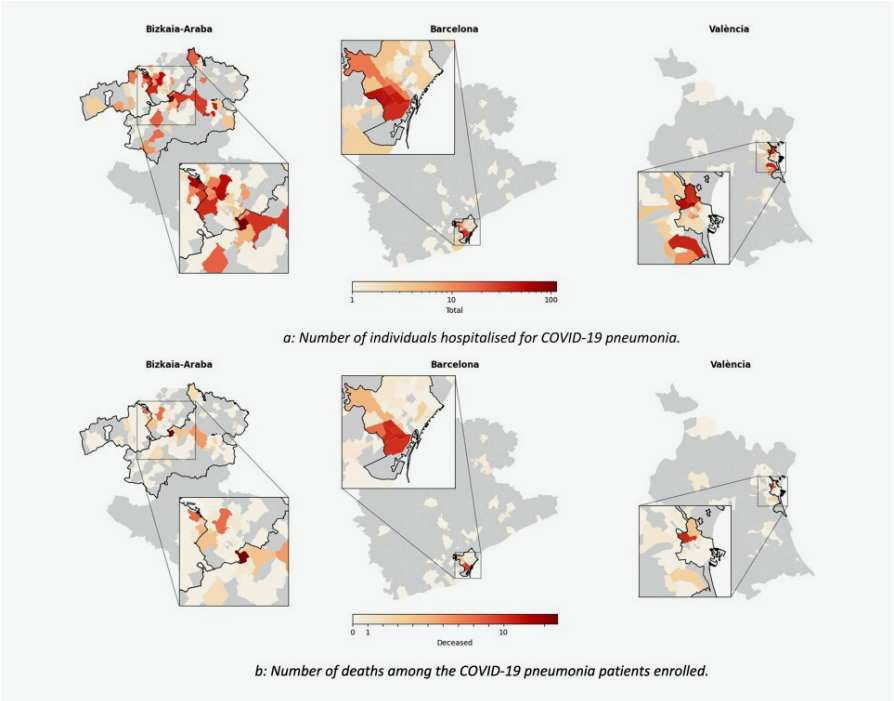 Bizkaia-Araba
Barcelona
València
1
10
100
Total
a: Number of individuals hospitalised for COVID-19 pneumonia.
Bizkaia-Araba
Barcelona
València
0
1
10
Deceased
b: Number of deaths among the COVID-19 pneumonia patients enrolled.